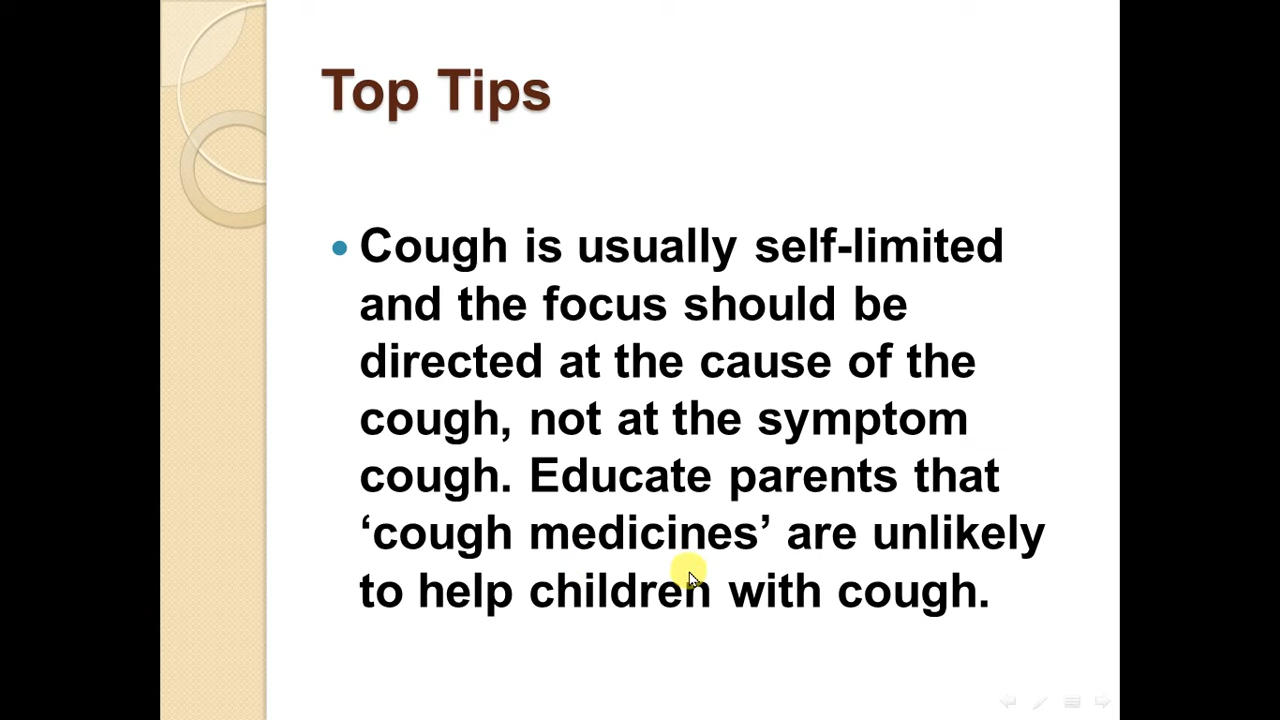 Top Tips
• Cough is usually self-limited
and the focus should be
directed at the cause of the
cough, not at the symptom
cough. Educate parents that
‘cough medicines’ are unlikely
to help children with cough.